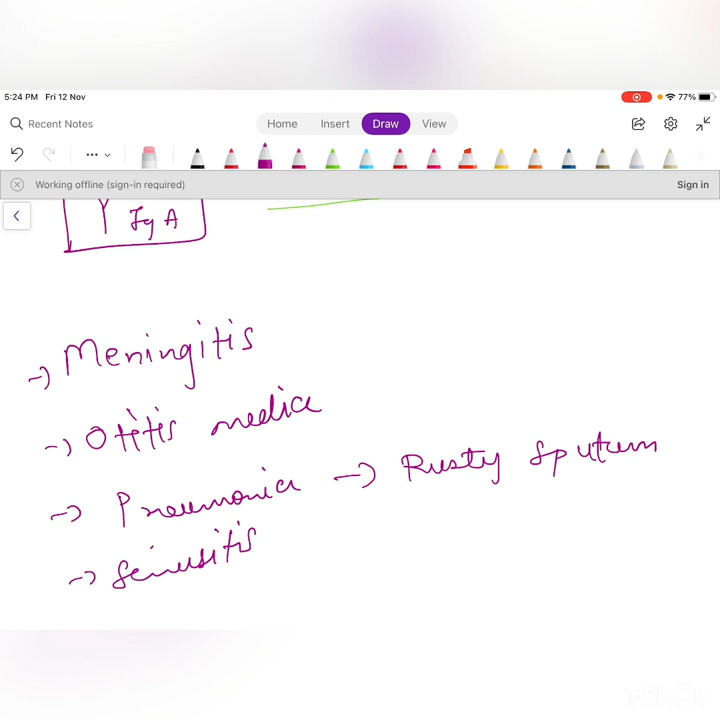 5:24 PM Fri 12 Nov
77%
Recent Notes
Home Insert Draw View
Working offline (sign-in required)
Sign in
IgA
→ Meningitis
→ Otitis media
→ Pneumonia → Rusty Sputum
→ Seinusitis